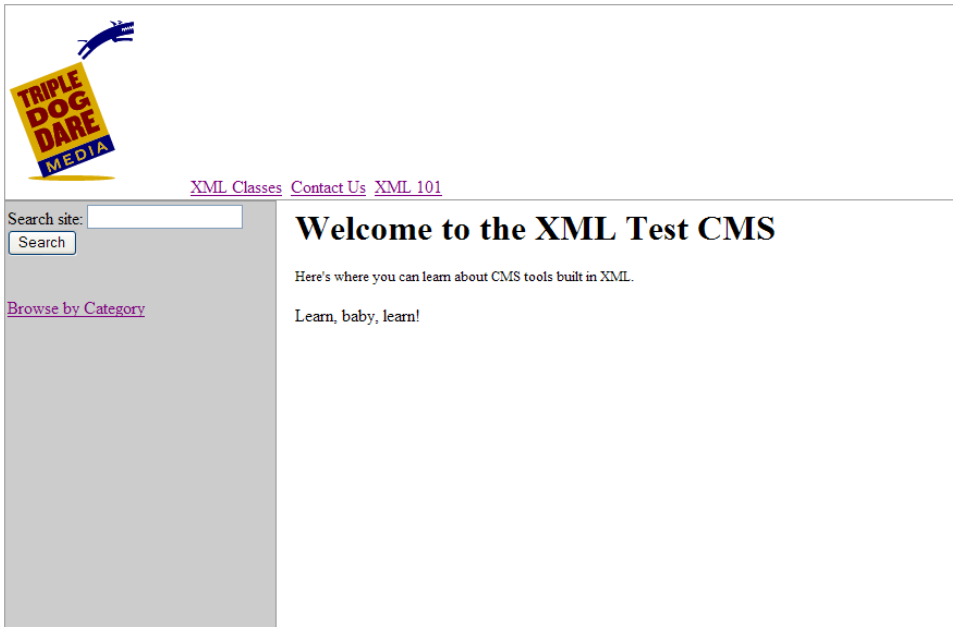 TRIPLE
DOG
DARE
MEDIA
XML Classes Contact Us XML 101
Search site:
Search
Browse by Category
Welcome to the XML Test CMS
Here's where you can learn about CMS tools built in XML.
Learn, baby, learn!